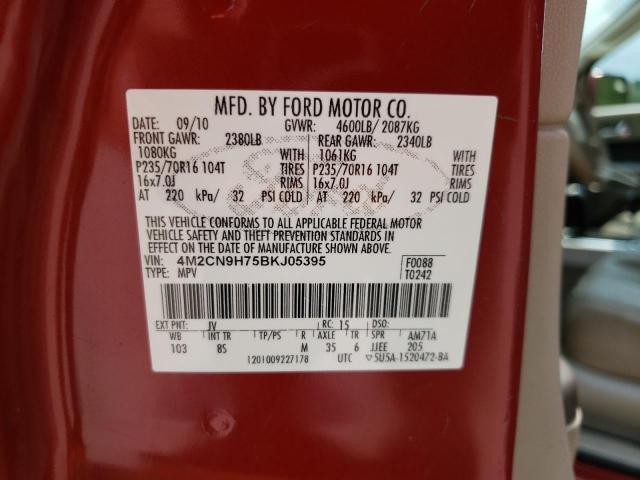 MFD. BY FORD MOTOR CO.
DATE: 09/10 GVWR: 4600LB/ 2087KG
FRONT GAWR: 2380LB REAR GAWR: 2340LB
1080KG WITH 1061KG WITH
P235/70R16 104T TIRES P235/70R16 104T TIRES
16x7.0J RIMS 16x7.0J RIMS
AT 220 kPa/ 32 PSI COLD AT 220 kPa/ 32 PSI COLD
THIS VEHICLE CONFORMS TO ALL APPLICABLE FEDERAL MOTOR
VEHICLE SAFETY AND THEFT PREVENTION STANDARDS IN
EFFECT ON THE DATE OF MANUFACTURE SHOWN ABOVE.
VIN: 4M2CN9H75BKJ05395 F0088
TYPE: MPV T0242
EXT PNT: JV RC: 15 DSO:
WB INT TR TP/PS R AXLE TR AM71A
103 8S M 35 6 JJEE 205
1201009227178 UTC 5U5A-1520472-BA